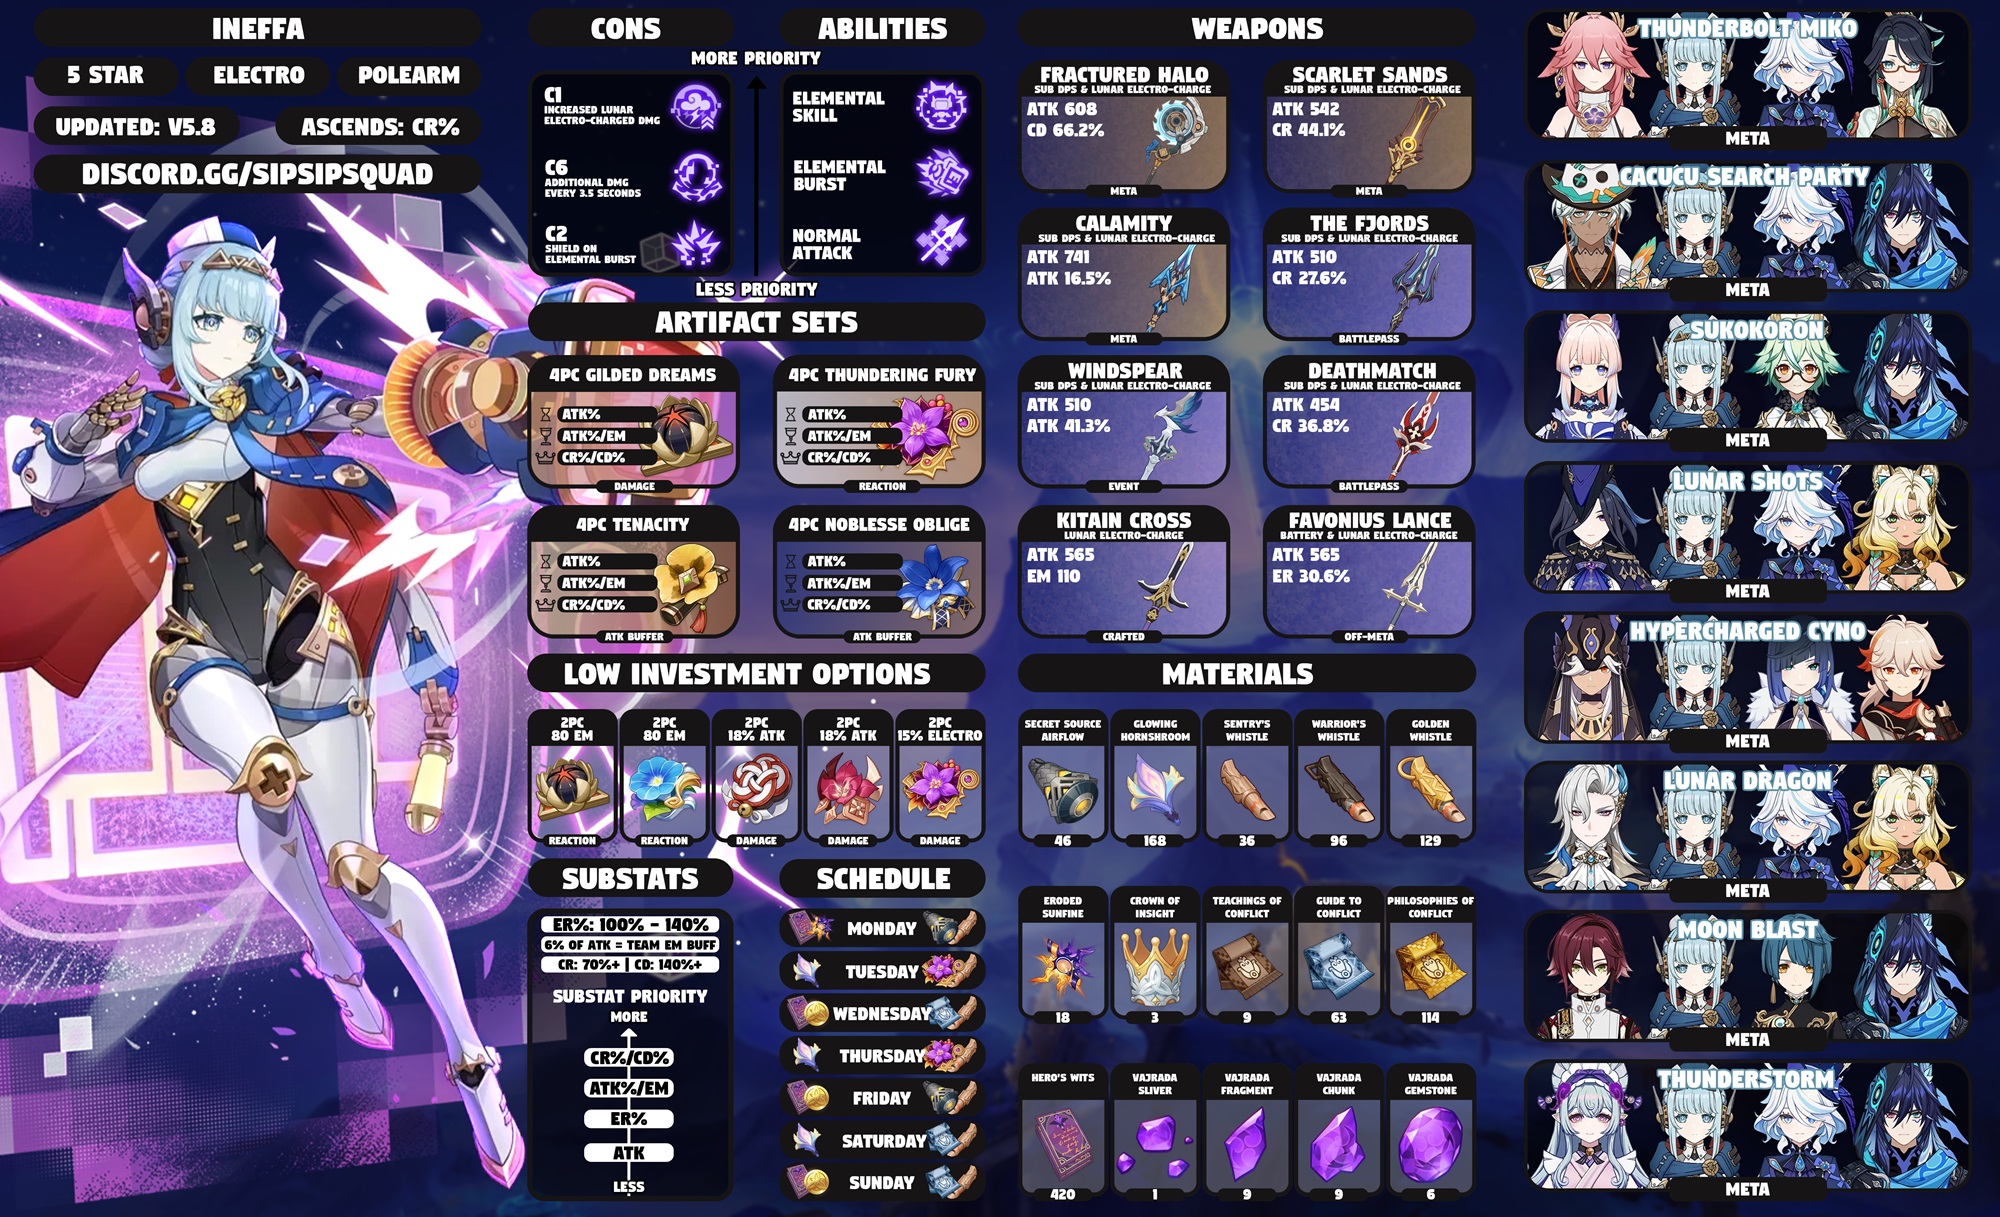 INEFFA
5 STAR
ELECTRO
POLEARM
UPDATED: V5.8
ASCENDS: CR%
DISCORD.GG/SIPSIPSQUAD
CONS
ABILITIES
MORE PRIORITY
C1
INCREASED LUNAR
ELECTRO-CHARGED DMG
C6
ADDITIONAL DMG
EVERY 3.5 SECONDS
C2
SHIELD ON
ELEMENTAL BURST
ELEMENTAL
SKILL
ELEMENTAL
BURST
NORMAL
ATTACK
LESS PRIORITY
ARTIFACT SETS
4PC GILDED DREAMS
ATK%
ATK%/EM
CR%/CD%
DAMAGE
4PC THUNDERING FURY
ATK%
ATK%/EM
CR%/CD%
REACTION
4PC TENACITY
ATK%
ATK%/EM
CR%/CD%
ATK BUFFER
4PC NOBLESSE OBLIGE
ATK%
ATK%/EM
CR%/CD%
ATK BUFFER
LOW INVESTMENT OPTIONS
2PC
80 EM
REACTION
2PC
80 EM
REACTION
2PC
18% ATK
DAMAGE
2PC
18% ATK
DAMAGE
2PC
15% ELECTRO
DAMAGE
SUBSTATS
ER%: 100% - 140%
6% OF ATK = TEAM EM BUFF
CR: 70%+ | CD: 140%+
SUBSTAT PRIORITY
MORE
CR%/CD%
ATK%/EM
ER%
ATK
LESS
SCHEDULE
MONDAY
TUESDAY
WEDNESDAY
THURSDAY
FRIDAY
SATURDAY
SUNDAY
WEAPONS
FRACTURED HALO
SUB DPS & LUNAR ELECTRO-CHARGE
ATK 608
CD 66.2%
META
SCARLET SANDS
SUB DPS & LUNAR ELECTRO-CHARGE
ATK 542
CR 44.1%
META
CALAMITY
SUB DPS & LUNAR ELECTRO-CHARGE
ATK 741
ATK 16.5%
META
THE FJORDS
SUB DPS & LUNAR ELECTRO-CHARGE
ATK 510
CR 27.6%
BATTLEPASS
WINDSPEAR
SUB DPS & LUNAR ELECTRO-CHARGE
ATK 510
ATK 41.3%
EVENT
DEATHMATCH
SUB DPS & LUNAR ELECTRO-CHARGE
ATK 454
CR 36.8%
BATTLEPASS
KITAIN CROSS
LUNAR ELECTRO-CHARGE
ATK 565
EM 110
CRAFTED
FAVONIUS LANCE
BATTERY & LUNAR ELECTRO-CHARGE
ATK 565
ER 30.6%
OFF-META
MATERIALS
SECRET SOURCE
AIRFLOW
46
GLOWING
HORNSHROOM
168
SENTRY'S
WHISTLE
36
WARRIOR'S
WHISTLE
96
GOLDEN
WHISTLE
129
ERODED
SUNFIRE
18
CROWN OF
INSIGHT
3
TEACHINGS OF
CONFLICT
9
GUIDE TO
CONFLICT
63
PHILOSOPHIES OF
CONFLICT
114
HERO'S WITS
420
VAJRADA
SLIVER
1
VAJRADA
FRAGMENT
9
VAJRADA
CHUNK
9
VAJRADA
GEMSTONE
6
THUNDERBOLT MIKO
META
CACUCU SEARCH PARTY
META
SUKOKORON
META
LUNAR SHOTS
META
HYPERCHARGED CYNO
META
LUNAR DRAGON
META
MOON BLAST
META
THUNDERSTORM
META